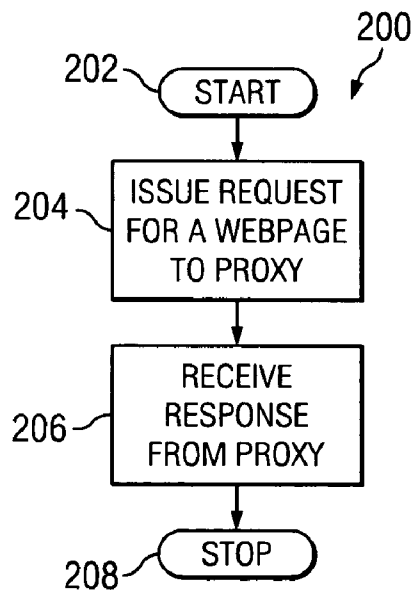 200
202
START
204
ISSUE REQUEST
FOR A WEBPAGE
TO PROXY
206
RECEIVE
RESPONSE
FROM PROXY
208
STOP